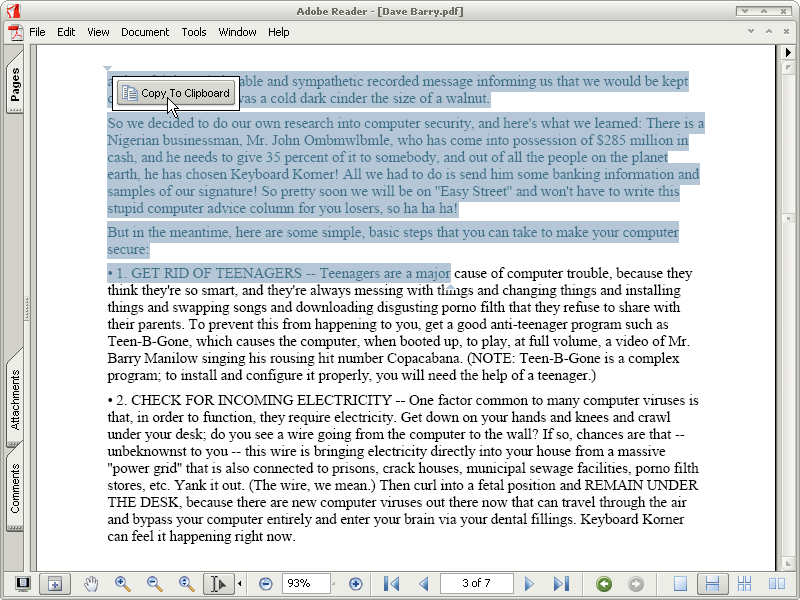 Adobe Reader - [Dave Barry.pdf]
File Edit View Document Tools Window Help
Pages
Attachments
Comments
able and sympathetic recorded message informing us that we would be kept
Copy To Clipboard
was a cold dark cinder the size of a walnut.
So we decided to do our own research into computer security, and here's what we learned: There is a
Nigerian businessman, Mr. John Ombmwlbmle, who has come into possession of $285 million in
cash, and he needs to give 35 percent of it to somebody, and out of all the people on the planet
earth, he has chosen Keyboard Korner! All we had to do is send him some banking information and
samples of our signature! So pretty soon we will be on "Easy Street" and won't have to write this
stupid computer advice column for you losers, so ha ha ha!
But in the meantime, here are some simple, basic steps that you can take to make your computer
secure:
• 1. GET RID OF TEENAGERS -- Teenagers are a major cause of computer trouble, because they
think they're so smart, and they're always messing with things and changing things and installing
things and swapping songs and downloading disgusting porno filth that they refuse to share with
their parents. To prevent this from happening to you, get a good anti-teenager program such as
Teen-B-Gone, which causes the computer, when booted up, to play, at full volume, a video of Mr.
Barry Manilow singing his rousing hit number Copacabana. (NOTE: Teen-B-Gone is a complex
program; to install and configure it properly, you will need the help of a teenager.)
• 2. CHECK FOR INCOMING ELECTRICITY -- One factor common to many computer viruses is
that, in order to function, they require electricity. Get down on your hands and knees and crawl
under your desk; do you see a wire going from the computer to the wall? If so, chances are that --
unbeknownst to you -- this wire is bringing electricity directly into your house from a massive
"power grid" that is also connected to prisons, crack houses, municipal sewage facilities, porno filth
stores, etc. Yank it out. (The wire, we mean.) Then curl into a fetal position and REMAIN UNDER
THE DESK, because there are new computer viruses out there now that can travel through the air
and bypass your computer entirely and enter your brain via your dental fillings. Keyboard Korner
can feel it happening right now.
93%
3 of 7